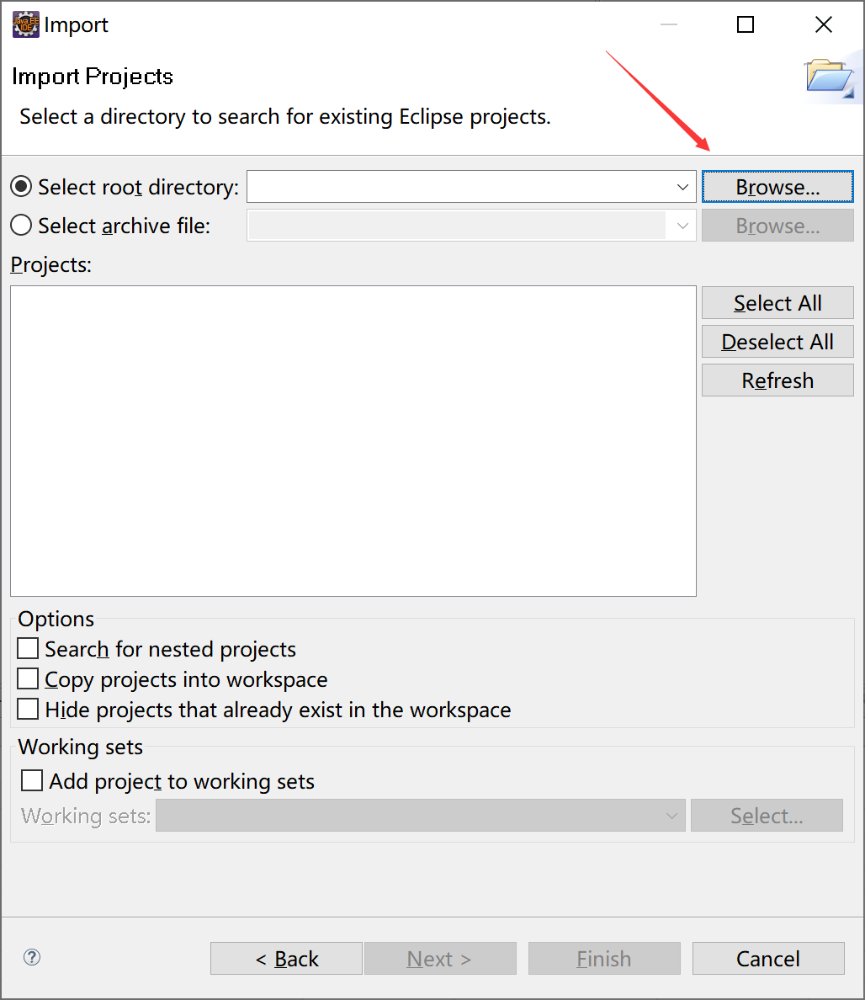 Java EE
IDE
Import
Import Projects
Select a directory to search for existing Eclipse projects.
Select root directory:
Browse...
Select archive file:
Browse...
Projects:
Select All
Deselect All
Refresh
Options
Search for nested projects
Copy projects into workspace
Hide projects that already exist in the workspace
Working sets
Add project to working sets
Working sets:
Select...
?
< Back
Next >
Finish
Cancel